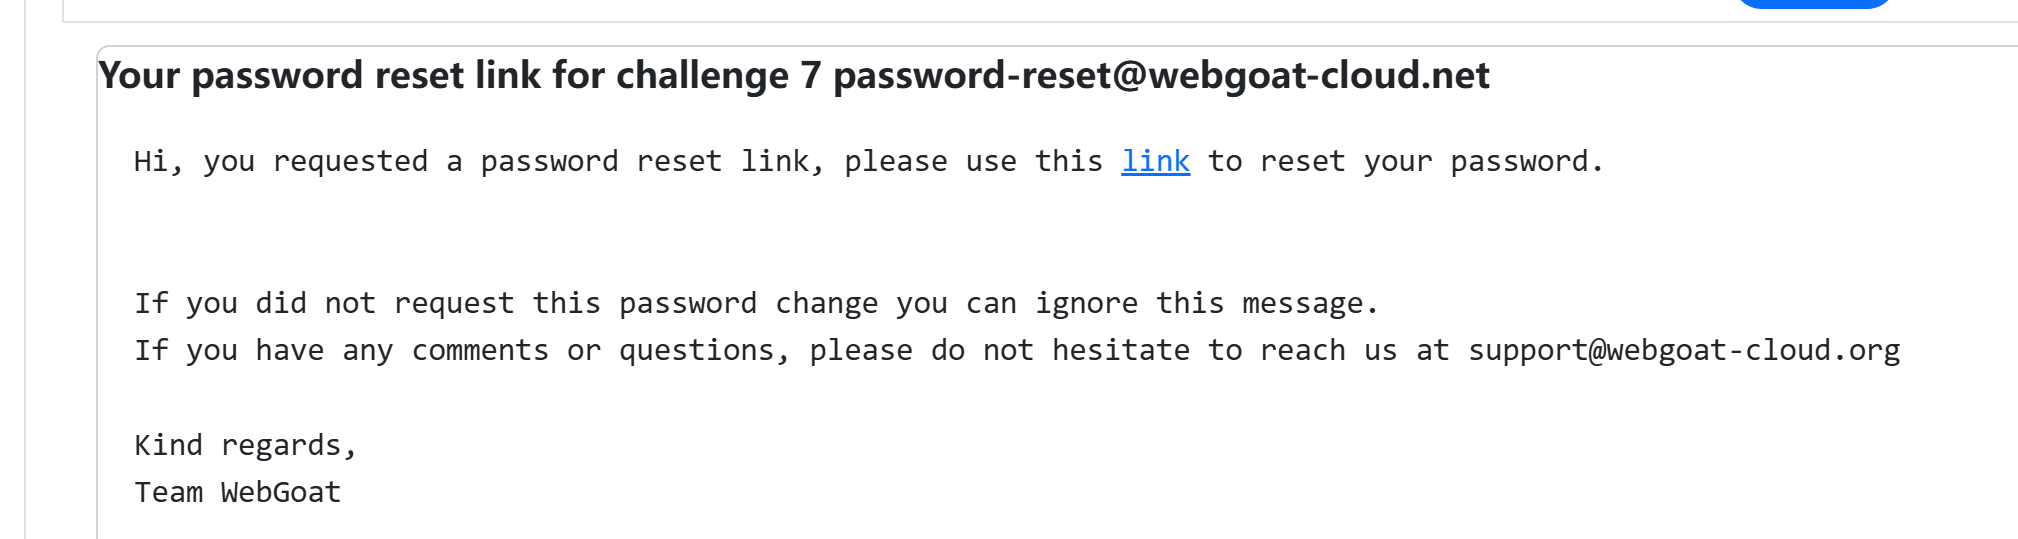 Your password reset link for challenge 7 password-reset@webgoat-cloud.net
Hi, you requested a password reset link, please use this link to reset your password.
If you did not request this password change you can ignore this message.
If you have any comments or questions, please do not hesitate to reach us at support@webgoat-cloud.org
Kind regards,
Team WebGoat